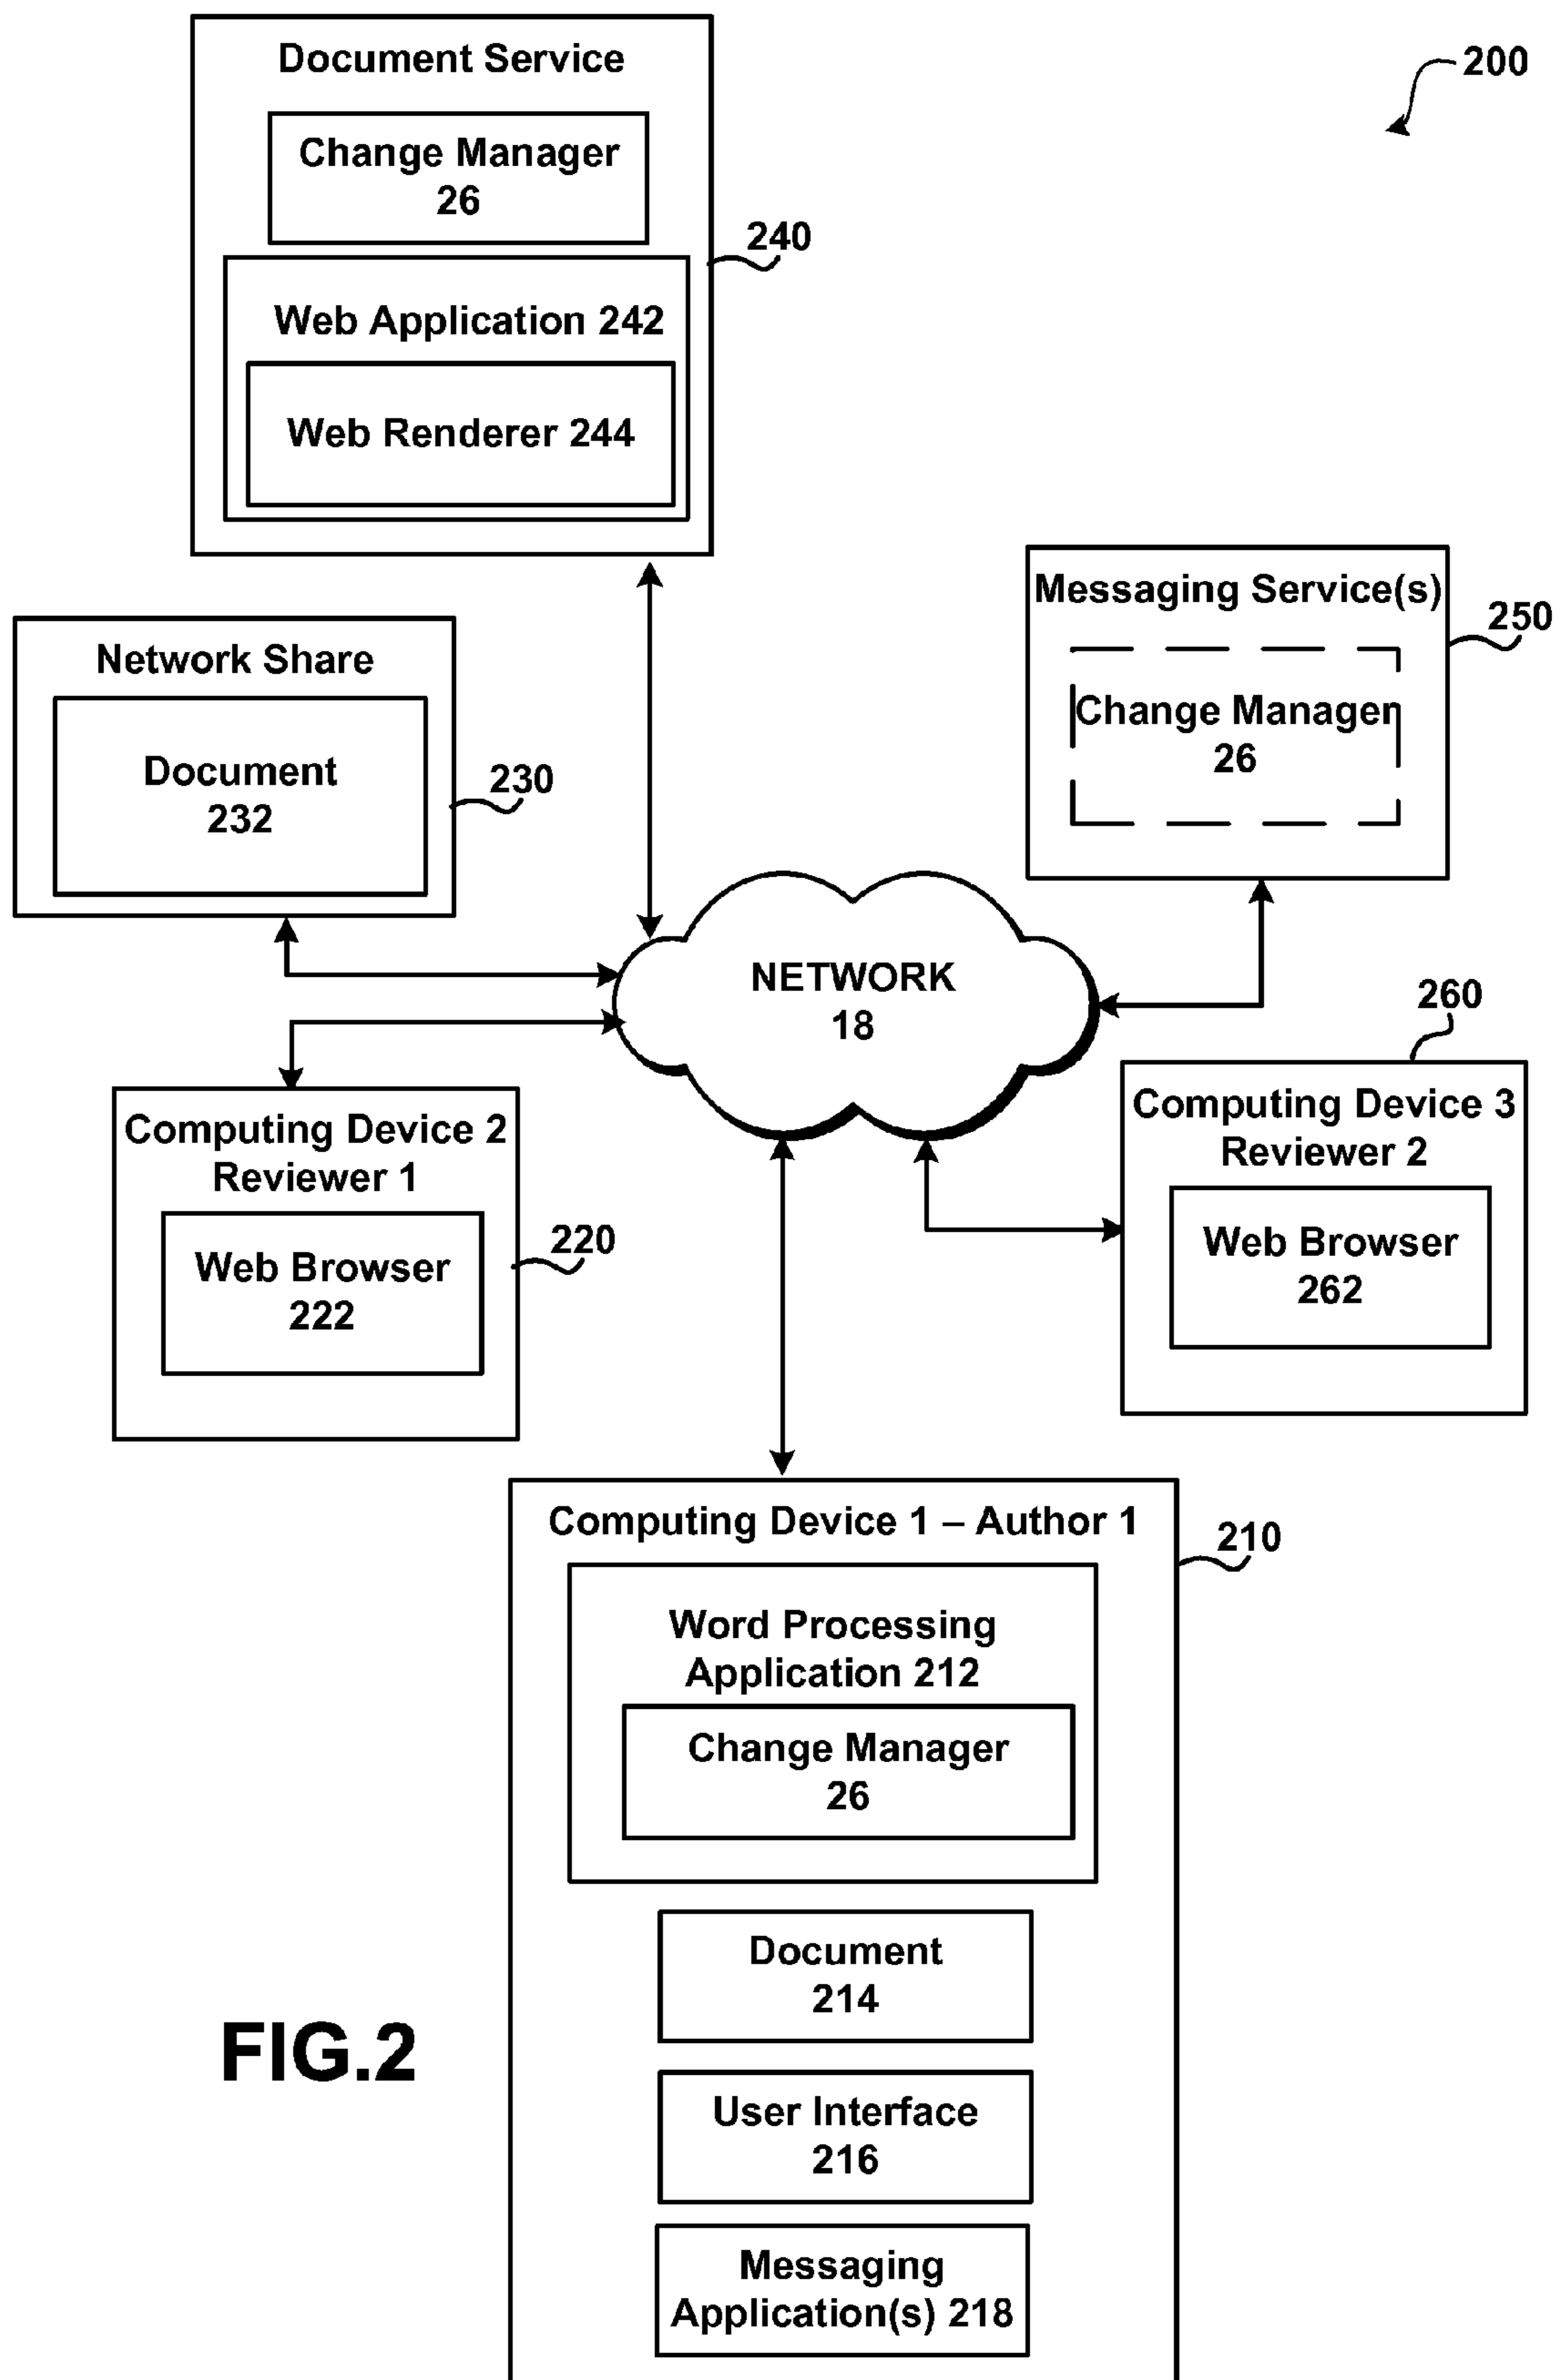 Document Service
200
Change Manager
26
240
Web Application 242
Web Renderer 244
Messaging Service(s)
250
Change Manager
26
Network Share
Document
232
230
NETWORK
18
260
Computing Device 2
Reviewer 1
Web Browser
222
220
Computing Device 3
Reviewer 2
Web Browser
262
Computing Device 1 – Author 1
210
Word Processing
Application 212
Change Manager
26
Document
214
FIG.2
User Interface
216
Messaging
Application(s) 218